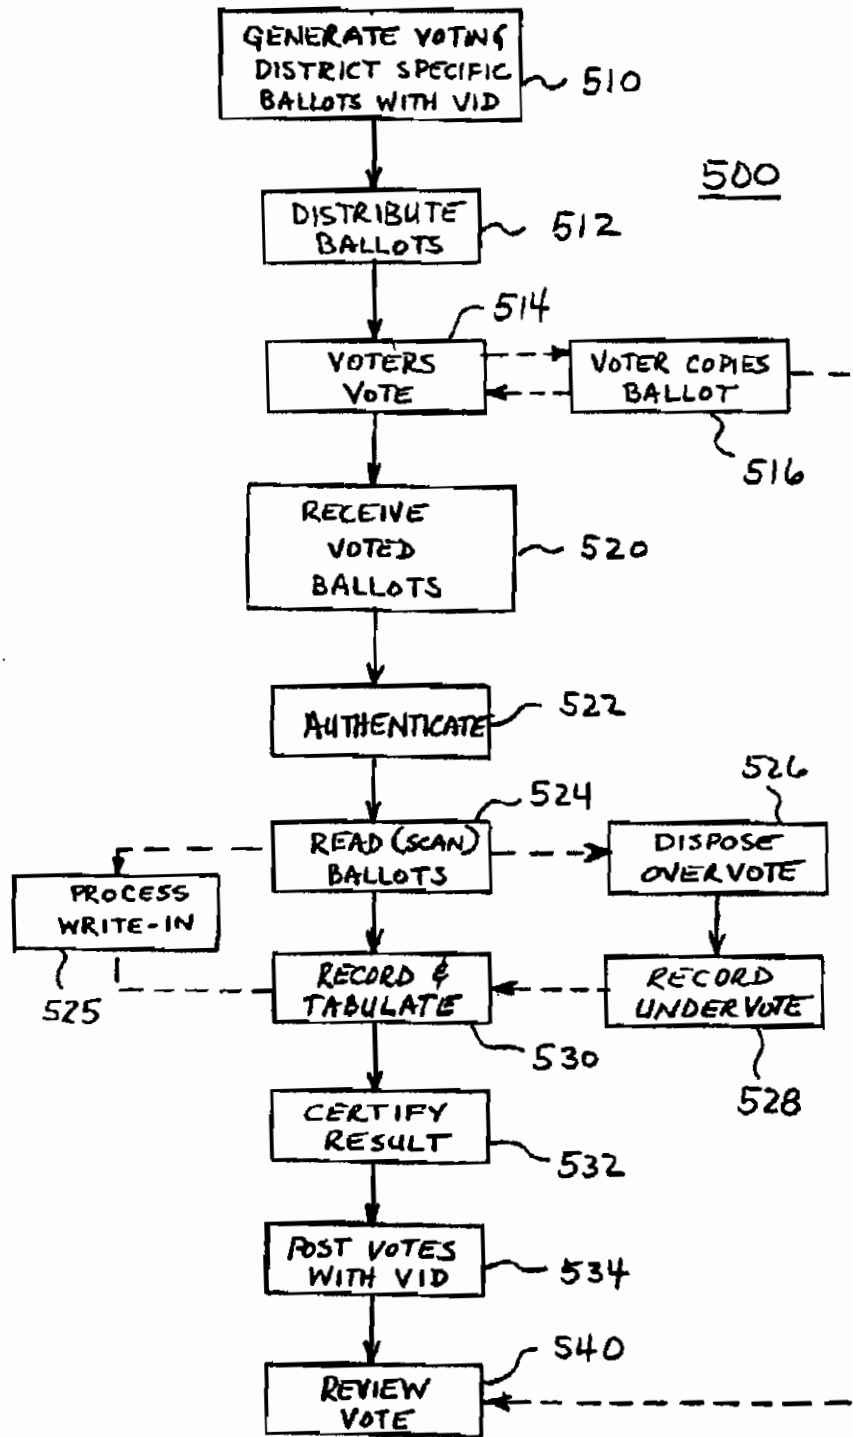 GENERATE VOTING
DISTRICT SPECIFIC
BALLOTS WITH VID
510
500
DISTRIBUTE
BALLOTS
512
514
VOTERS
VOTE
VOTER COPIES
BALLOT
516
RECEIVE
VOTED
BALLOTS
520
AUTHENTICATE
522
524
526
READ (SCAN)
BALLOTS
DISPOSE
OVERVOTE
PROCESS
WRITE-IN
525
RECORD &
TABULATE
530
RECORD
UNDERVOTE
528
CERTIFY
RESULT
532
POST VOTES
WITH VID
534
540
REVIEW
VOTE